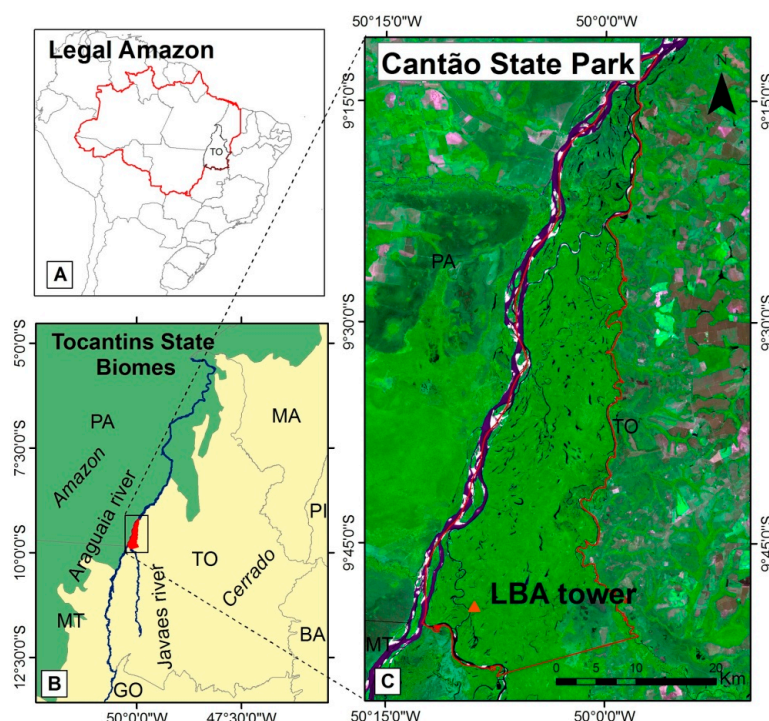 Legal Amazon
TO
A
Tocantins State
Biomes
5°0'0"S
7°30'0"S
10°0'0"S
12°30'0"S
PA
MA
Amazon
Araguaia river
PI
TO
Cerrado
Javaes river
MT
BA
GO
B
50°0'0"W
47°30'0"W
50°15'0"W
50°0'0"W
Cantão State Park
N
9°15'0"S
9°15'0"S
PA
9°30'0"S
9°30'0"S
TO
9°45'0"S
9°45'0"S
LBA tower
MT
0
5
10
20
Km
C
50°15'0"W
50°0'0"W